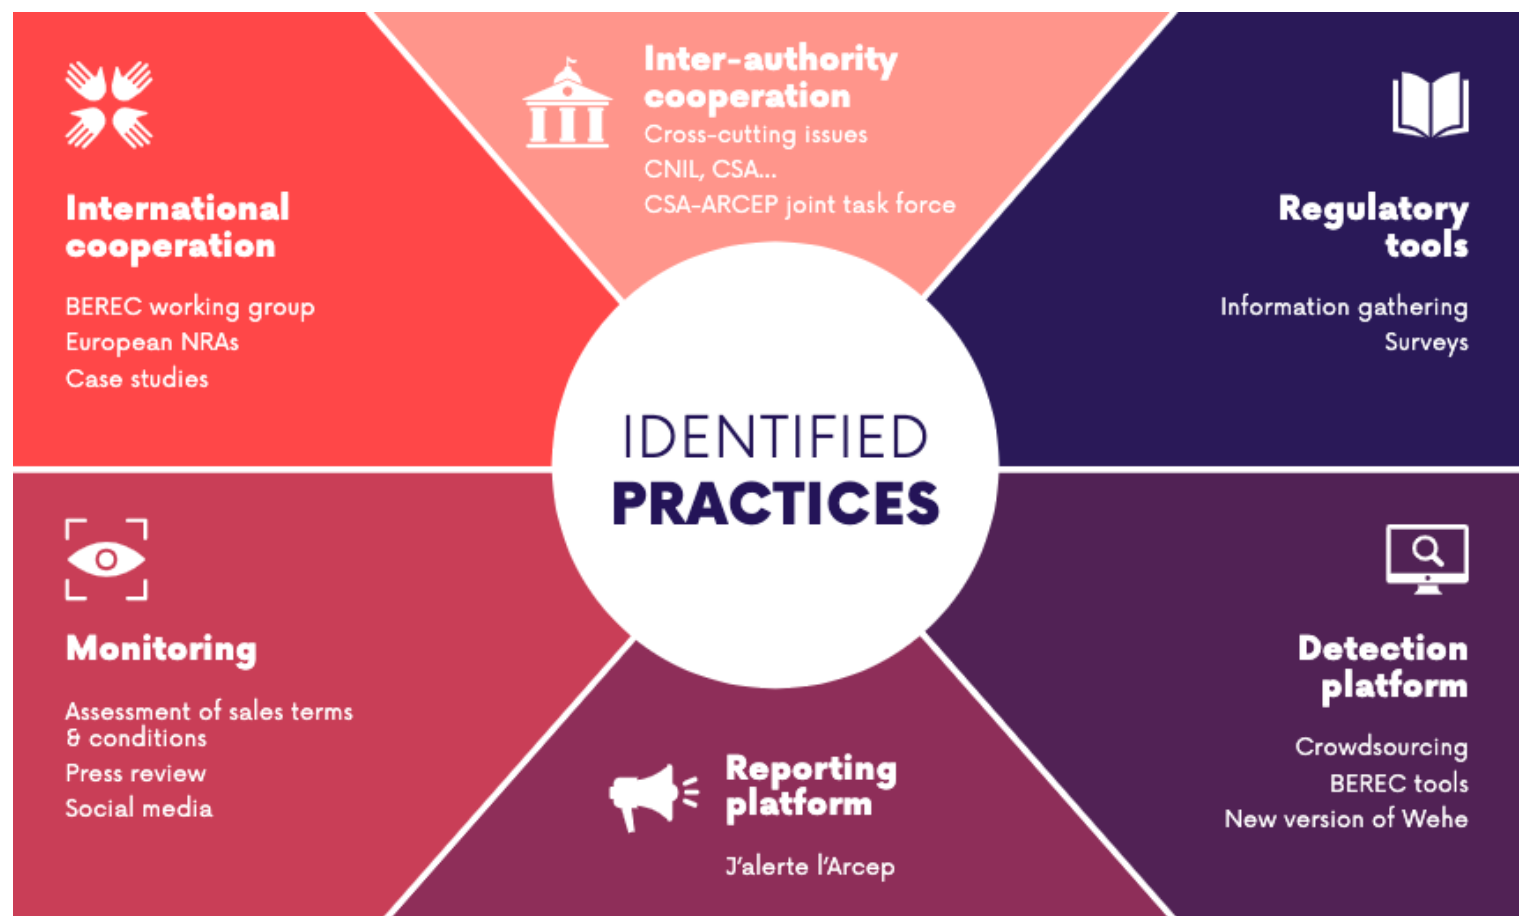 International
cooperation
BEREC working group
European NRAs
Case studies
Inter-authority
cooperation
Cross-cutting issues
CNIL, CSA...
CSA-ARCEP joint task force
Regulatory
tools
Information gathering
Surveys
IDENTIFIED
PRACTICES
Monitoring
Assessment of sales terms
& conditions
Press review
Social media
Reporting
platform
J’alerte l’Arcep
Detection
platform
Crowdsourcing
BEREC tools
New version of Wehe